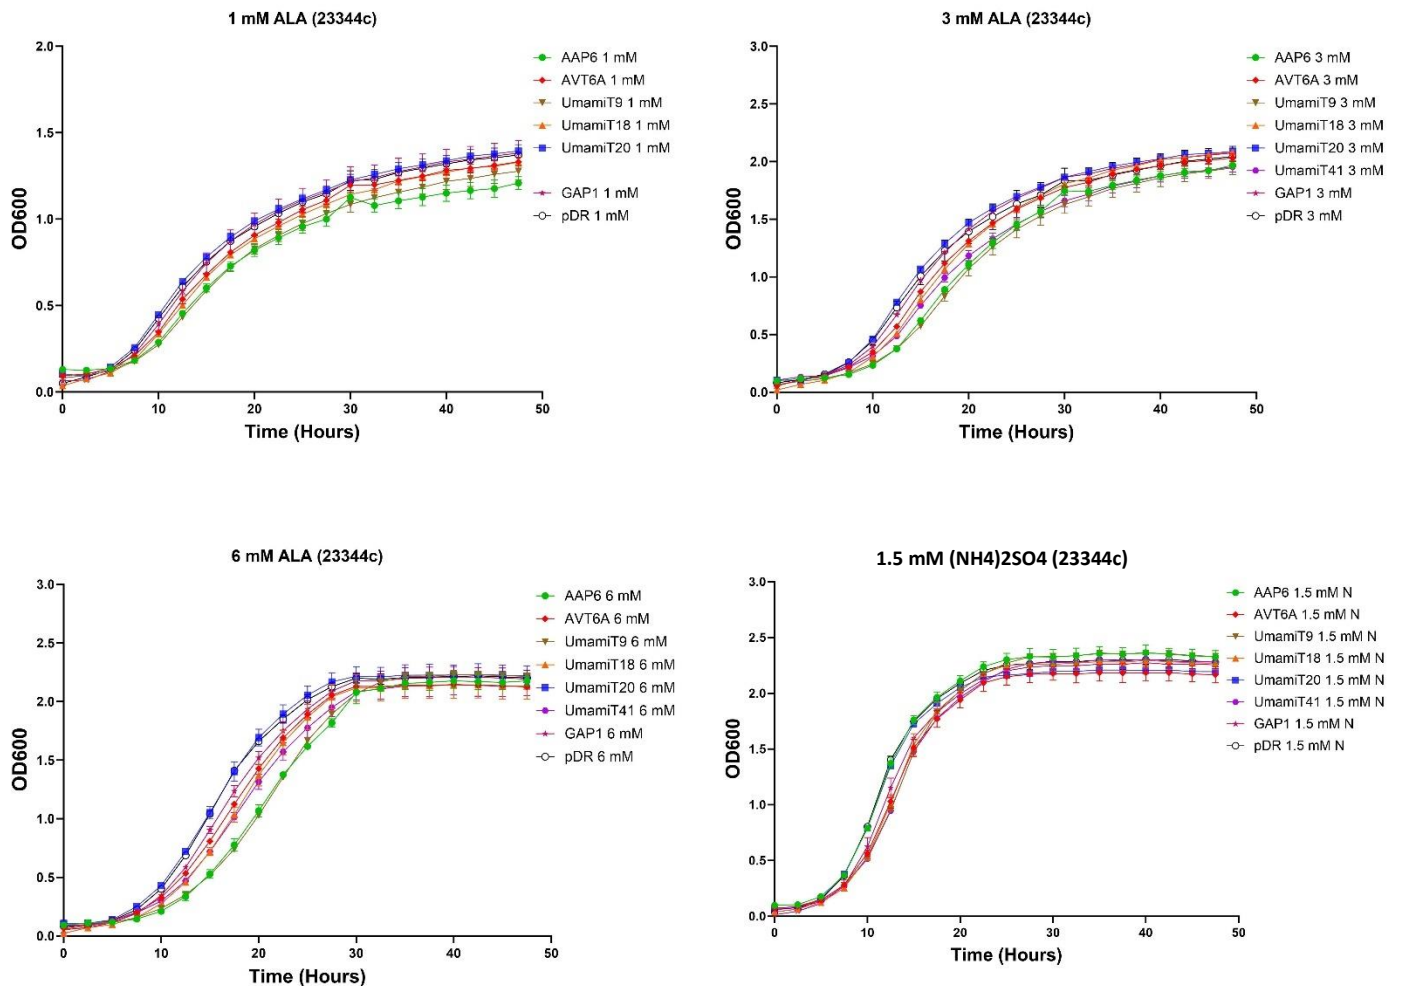 1 mM ALA (23344c)
2.0
1.5
1.0
0.5
0.0
OD600
0
10
20
30
40
50
Time (Hours)
AAP6 1 mM
AVT6A 1 mM
UmamiT9 1 mM
UmamiT18 1 mM
UmamiT20 1 mM
GAP1 1 mM
pDR 1 mM
3 mM ALA (23344c)
3.0
2.5
2.0
1.5
1.0
0.5
0.0
OD600
0
10
20
30
40
50
Time (Hours)
AAP6 3 mM
AVT6A 3 mM
UmamiT9 3 mM
UmamiT18 3 mM
UmamiT20 3 mM
UmamiT41 3 mM
GAP1 3 mM
pDR 3 mM
6 mM ALA (23344c)
3.0
2.5
2.0
1.5
1.0
0.5
0.0
OD600
0
10
20
30
40
50
Time (Hours)
AAP6 6 mM
AVT6A 6 mM
UmamiT9 6 mM
UmamiT18 6 mM
UmamiT20 6 mM
UmamiT41 6 mM
GAP1 6 mM
pDR 6 mM
1.5 mM (NH4)2SO4 (23344c)
3.0
2.5
2.0
1.5
1.0
0.5
0.0
OD600
0
10
20
30
40
50
Time (Hours)
AAP6 1.5 mM N
AVT6A 1.5 mM N
UmamiT9 1.5 mM N
UmamiT18 1.5 mM N
UmamiT20 1.5 mM N
UmamiT41 1.5 mM N
GAP1 1.5 mM N
pDR 1.5 mM N